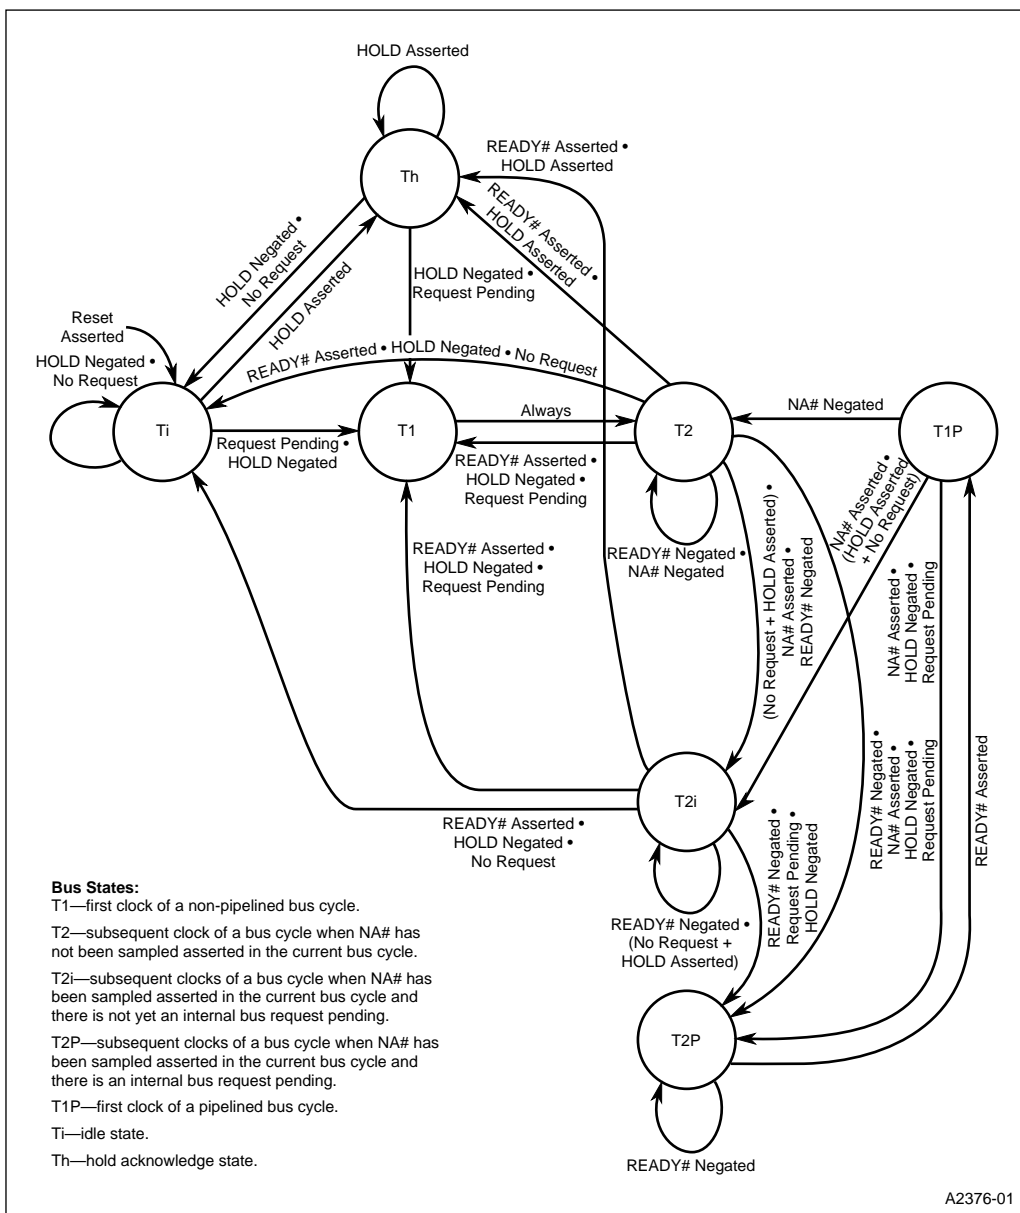 HOLD Asserted
READY# Asserted •
HOLD Asserted
Th
READY# Asserted •
HOLD Asserted
HOLD Negated •
No Request
HOLD Asserted
HOLD Negated •
Request Pending
Reset
Asserted
HOLD Negated •
No Request
READY# Asserted • HOLD Negated • No Request
Ti
Request Pending •
HOLD Negated
T1
Always
READY# Asserted •
HOLD Negated •
Request Pending
T2
NA# Negated
T1P
READY# Negated •
NA# Negated
(No Request + HOLD Asserted) •
NA# Asserted •
READY# Negated
NA# Asserted •
(HOLD Asserted
+ No Request)
NA# Asserted •
HOLD Negated •
Request Pending
READY# Asserted •
HOLD Negated •
Request Pending
READY# Negated •
NA# Asserted •
HOLD Negated •
Request Pending
READY# Asserted
T2i
READY# Asserted •
HOLD Negated •
No Request
READY# Negated •
Request Pending •
HOLD Negated
READY# Negated •
(No Request +
HOLD Asserted)
T2P
READY# Negated
Bus States:
T1—first clock of a non-pipelined bus cycle.
T2—subsequent clock of a bus cycle when NA# has
not been sampled asserted in the current bus cycle.
T2i—subsequent clocks of a bus cycle when NA# has
been sampled asserted in the current bus cycle and
there is not yet an internal bus request pending.
T2P—subsequent clocks of a bus cycle when NA# has
been sampled asserted in the current bus cycle and
there is an internal bus request pending.
T1P—first clock of a pipelined bus cycle.
Ti—idle state.
Th—hold acknowledge state.
A2376-01